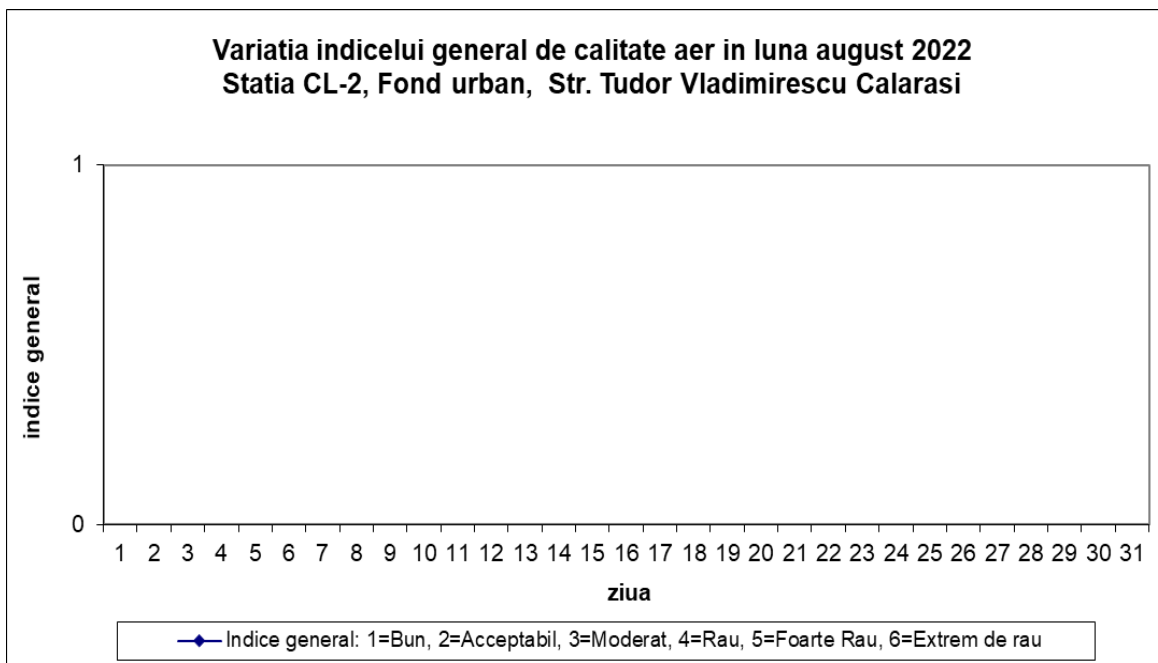 Variatia indicelui general de calitate aer in luna august 2022
Statia CL-2, Fond urban, Str. Tudor Vladimirescu Calarasi
1
indice general
0
1 2 3 4 5 6 7 8 9 10 11 12 13 14 15 16 17 18 19 20 21 22 23 24 25 26 27 28 29 30 31
ziua
Indice general: 1=Bun, 2=Acceptabil, 3=Moderat, 4=Rau, 5=Foarte Rau, 6=Extrem de rau